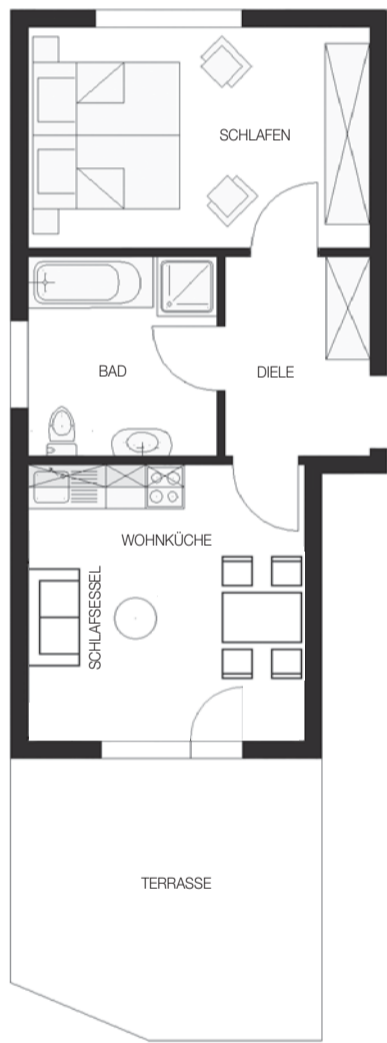 SCHLAFEN
BAD
DIELE
WOHNKÜCHE
SCHLAFSESSEL
TERRASSE